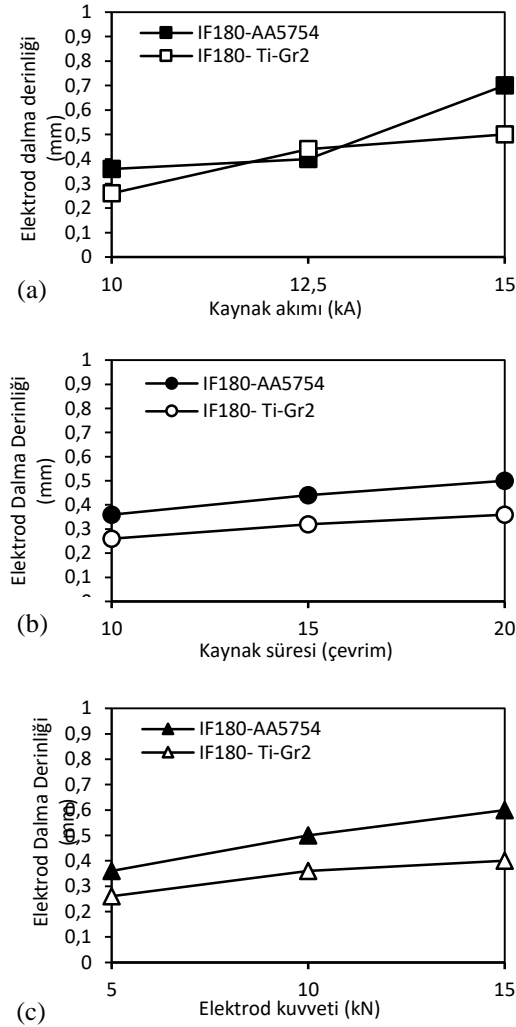 Elektrod dalma derinliği
(mm)
1
0,9
0,8
0,7
0,6
0,5
0,4
0,3
0,2
0,1
0
IF180-AA5754
IF180- Ti-Gr2
10
12,5
15
Kaynak akımı (kA)
(a)
Elektrod Dalma Derinliği
(mm)
1
0,9
0,8
0,7
0,6
0,5
0,4
0,3
0,2
0,1
0
IF180-AA5754
IF180- Ti-Gr2
10
15
20
Kaynak süresi (çevrim)
(b)
Elektrod Dalma Derinliği
(mm)
1
0,9
0,8
0,7
0,6
0,5
0,4
0,3
0,2
0,1
0
IF180-AA5754
IF180- Ti-Gr2
5
10
15
Elektrod kuvveti (kN)
(c)